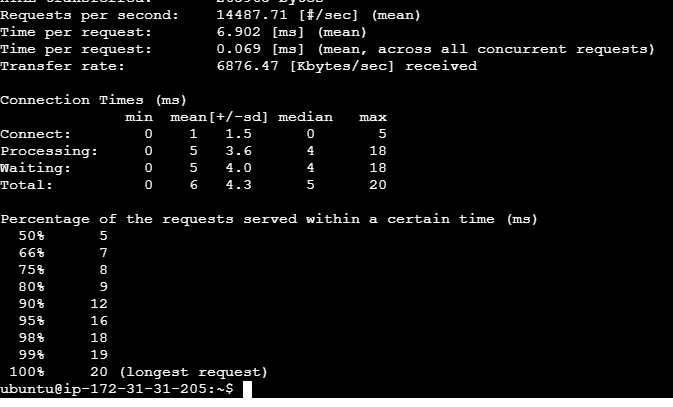 Requests per second: 14487.71 [#/sec] (mean)
Time per request: 6.902 [ms] (mean)
Time per request: 0.069 [ms] (mean, across all concurrent requests)
Transfer rate: 6876.47 [Kbytes/sec] received
Connection Times (ms)
min mean[+/-sd] median max
Connect: 0 1 1.5 0 5
Processing: 0 5 3.6 4 18
Waiting: 0 5 4.0 4 18
Total: 0 6 4.3 5 20
Percentage of the requests served within a certain time (ms)
50% 5
66% 7
75% 8
80% 9
90% 12
95% 16
98% 18
99% 19
100% 20 (longest request)
ubuntu@ip-172-31-31-205:~$